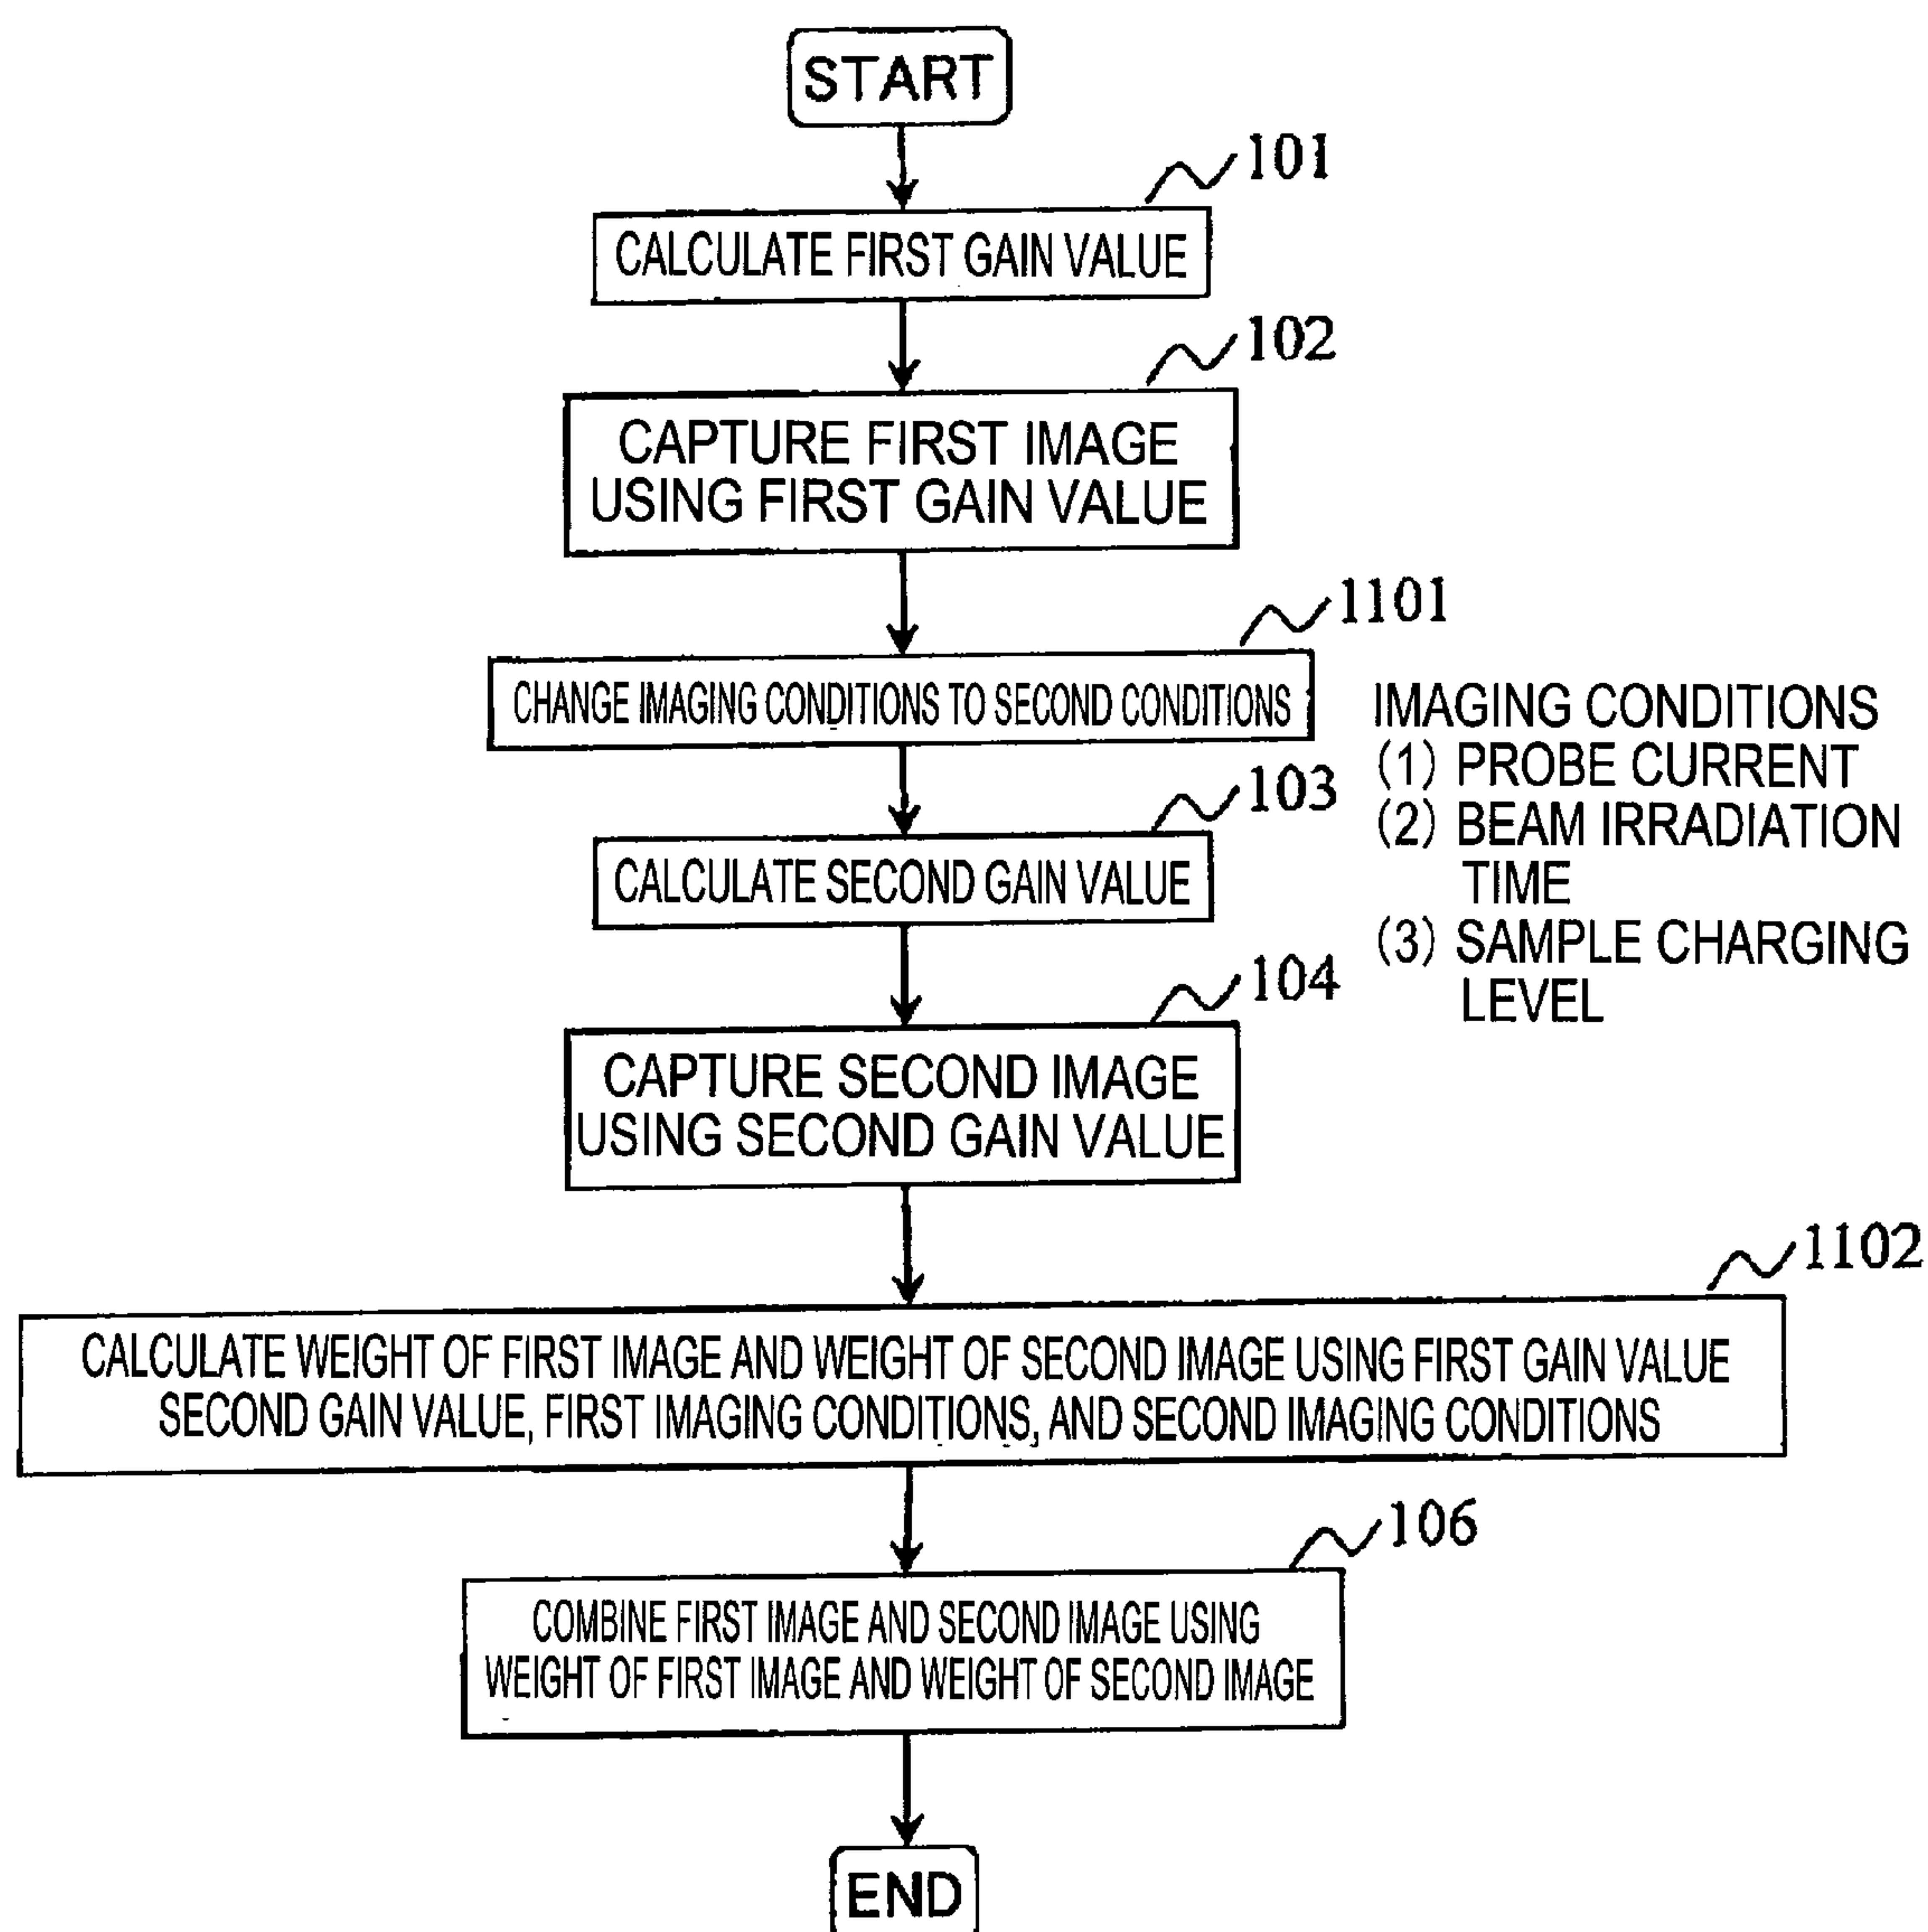 START
101
CALCULATE FIRST GAIN VALUE
102
CAPTURE FIRST IMAGE
USING FIRST GAIN VALUE
1101
CHANGE IMAGING CONDITIONS TO SECOND CONDITIONS
IMAGING CONDITIONS
(1) PROBE CURRENT
(2) BEAM IRRADIATION
TIME
(3) SAMPLE CHARGING
LEVEL
103
CALCULATE SECOND GAIN VALUE
104
CAPTURE SECOND IMAGE
USING SECOND GAIN VALUE
1102
CALCULATE WEIGHT OF FIRST IMAGE AND WEIGHT OF SECOND IMAGE USING FIRST GAIN VALUE
SECOND GAIN VALUE, FIRST IMAGING CONDITIONS, AND SECOND IMAGING CONDITIONS
106
COMBINE FIRST IMAGE AND SECOND IMAGE USING
WEIGHT OF FIRST IMAGE AND WEIGHT OF SECOND IMAGE
END